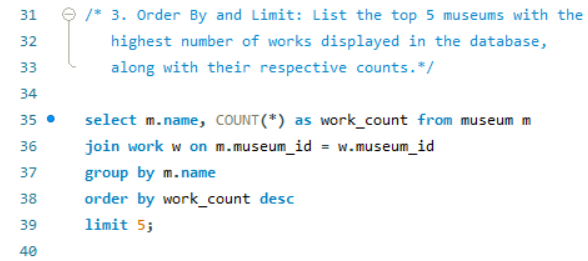 31 /* 3. Order By and Limit: List the top 5 museums with the
32 highest number of works displayed in the database,
33 along with their respective counts.*/
34
35 select m.name, COUNT(*) as work_count from museum m
36 join work w on m.museum_id = w.museum_id
37 group by m.name
38 order by work_count desc
39 limit 5;
40